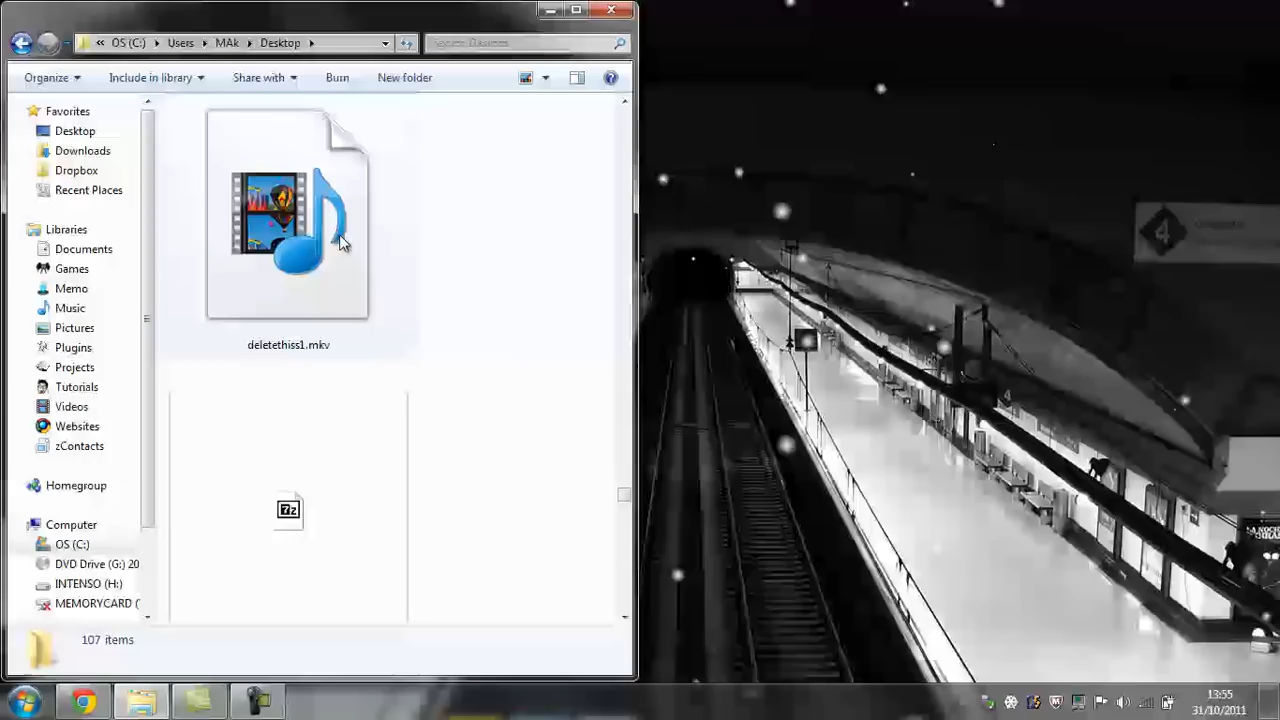 « OS (C:) Users MAk Desktop
Organize Include in library Share with Burn New folder
Favorites
Desktop
Downloads
Dropbox
Recent Places
Libraries
Documents
Games
Memo
Music
Pictures
Plugins
Projects
Tutorials
Videos
Websites
zContacts
Homegroup
Computer
OS (C:)
DVD Drive (G:) 20
INTENSO (H:)
MEMORYCARD (
deletethiss1.mkv
7z
107 items
4
4
13:55
31/10/2011